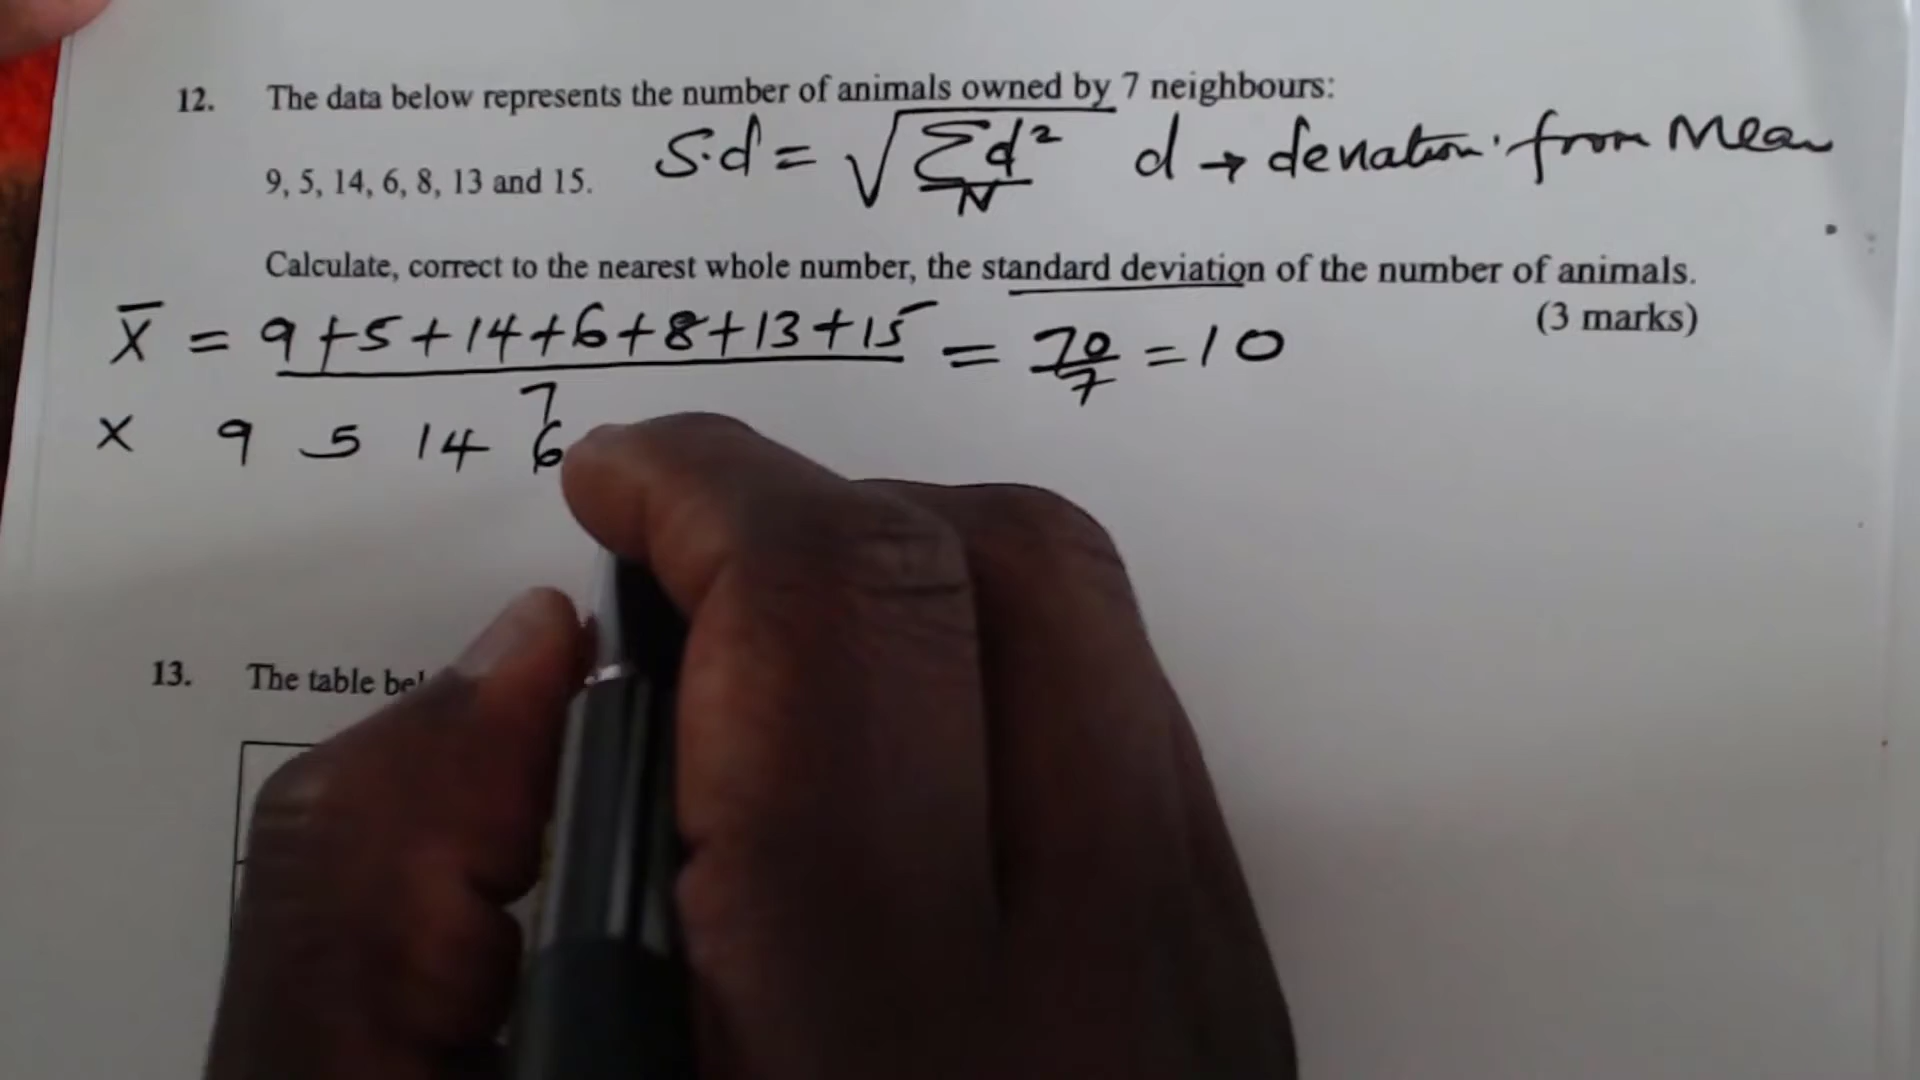 12. The data below represents the number of animals owned by 7 neighbours:
S.d = √Σd²/N d → deviation from Mean
9, 5, 14, 6, 8, 13 and 15.
Calculate, correct to the nearest whole number, the standard deviation of the number of animals.
(3 marks)
X̄ = 9+5+14+6+8+13+15 / 7 = 70/7 = 10
X 9 5 14 6
13. The table